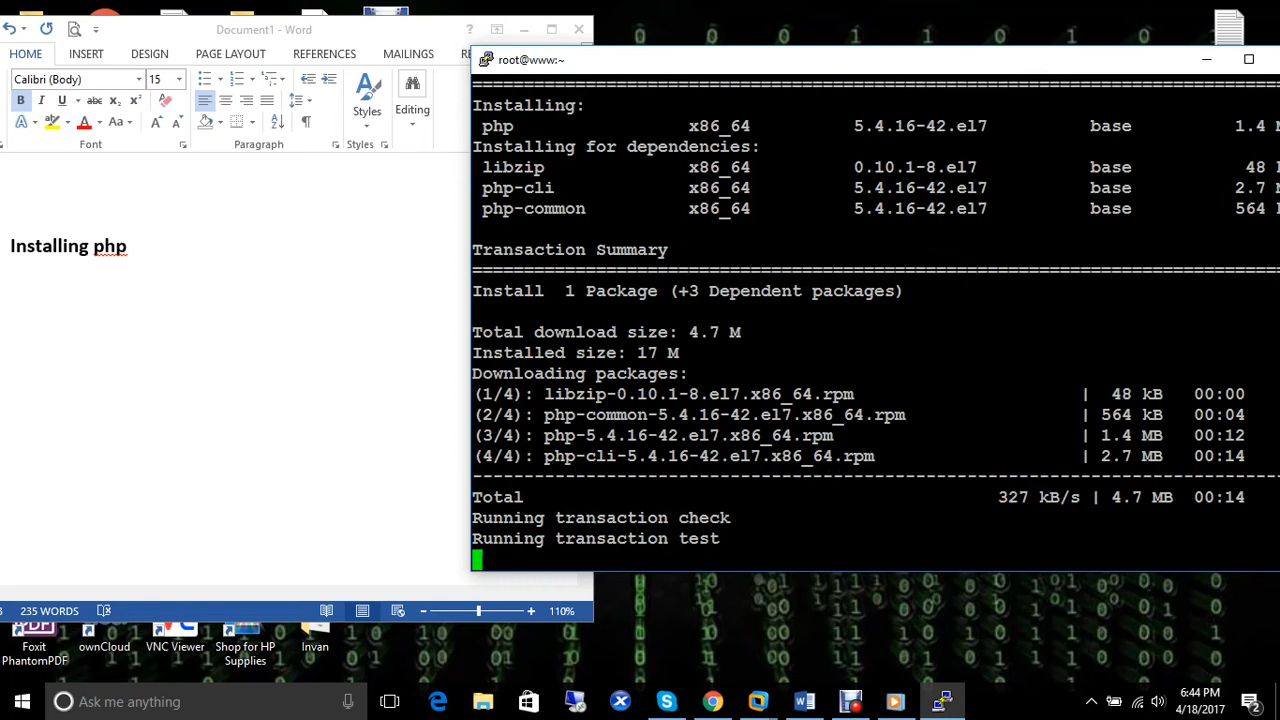 Document1 - Word
HOME INSERT DESIGN PAGE LAYOUT REFERENCES MAILINGS
Calibri (Body) 15
B I U abc x₂ x² Aa
Font Paragraph Styles Styles Editing
Installing php
235 WORDS 110%
root@www:~
================================================================================
Installing:
php x86_64 5.4.16-42.el7 base 1.4
Installing for dependencies:
libzip x86_64 0.10.1-8.el7 base 48
php-cli x86_64 5.4.16-42.el7 base 2.7
php-common x86_64 5.4.16-42.el7 base 564
Transaction Summary
================================================================================
Install 1 Package (+3 Dependent packages)
Total download size: 4.7 M
Installed size: 17 M
Downloading packages:
(1/4): libzip-0.10.1-8.el7.x86_64.rpm | 48 kB 00:00
(2/4): php-common-5.4.16-42.el7.x86_64.rpm | 564 kB 00:04
(3/4): php-5.4.16-42.el7.x86_64.rpm | 1.4 MB 00:12
(4/4): php-cli-5.4.16-42.el7.x86_64.rpm | 2.7 MB 00:14
--------------------------------------------------------------------------------
Total 327 kB/s | 4.7 MB 00:14
Running transaction check
Running transaction test
Foxit PhantomPDF
ownCloud
VNC Viewer
Shop for HP Supplies
Invan
Ask me anything
6:44 PM
4/18/2017
2